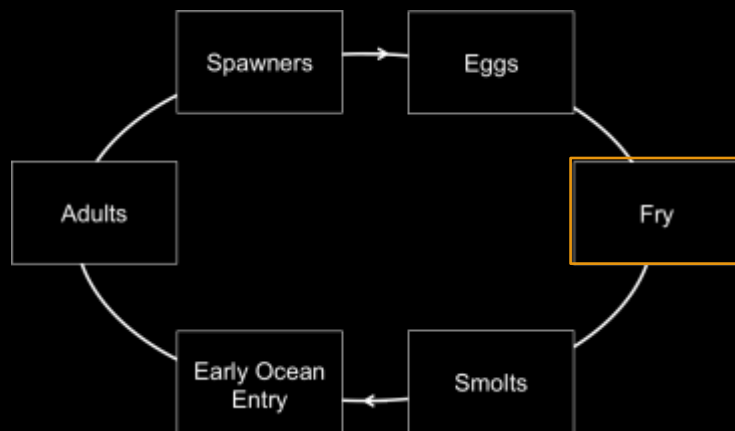 Spawners
Eggs
Fry
Smolts
Early Ocean
Entry
Adults